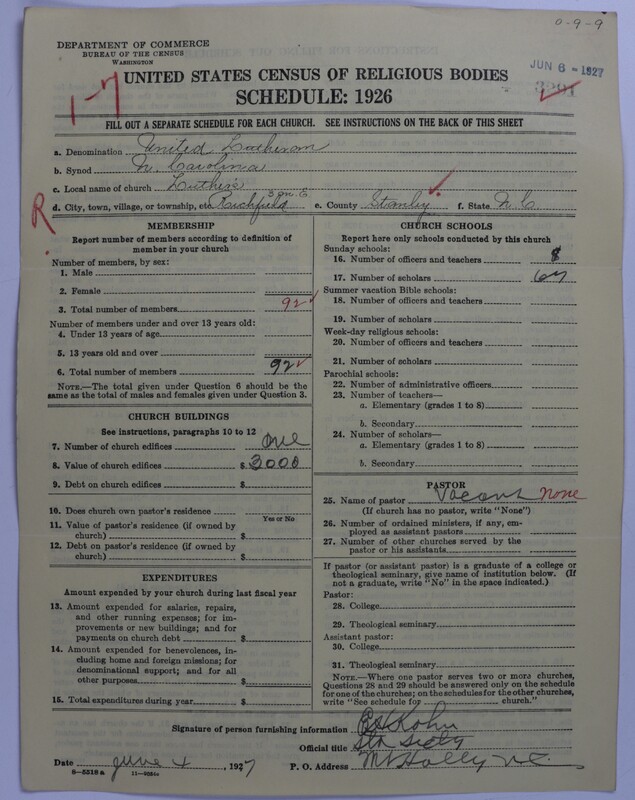 0-9-9
DEPARTMENT OF COMMERCE
BUREAU OF THE CENSUS
WASHINGTON
JUN 6 - 1927
1-7
UNITED STATES CENSUS OF RELIGIOUS BODIES
SCHEDULE: 1926
FILL OUT A SEPARATE SCHEDULE FOR EACH CHURCH. SEE INSTRUCTIONS ON THE BACK OF THIS SHEET
a. Denomination United Lutheran
b. Synod N. Carolina
c. Local name of church Luther's
R
d. City, town, village, or township, etc. Richfield 3 m. E. e. County Stanly f. State N. C.
MEMBERSHIP
Report number of members according to definition of
member in your church
Number of members, by sex:
1. Male
2. Female
3. Total number of members 92
Number of members under and over 13 years old:
4. Under 13 years of age
5. 13 years old and over
6. Total number of members 92
NOTE.—The total given under Question 6 should be the
same as the total of males and females given under Question 3.
CHURCH BUILDINGS
See instructions, paragraphs 10 to 12
7. Number of church edifices one
8. Value of church edifices $ 3000
9. Debt on church edifices $
10. Does church own pastor's residence
Yes or No
11. Value of pastor's residence (if owned by
church) $
12. Debt on pastor's residence (if owned by
church) $
EXPENDITURES
Amount expended by your church during last fiscal year
13. Amount expended for salaries, repairs,
and other running expenses; for im-
provements or new buildings; and for
payments on church debt $
14. Amount expended for benevolences, in-
cluding home and foreign missions; for
denominational support; and for all
other purposes $
15. Total expenditures during year $
CHURCH SCHOOLS
Report here only schools conducted by this church
Sunday schools:
16. Number of officers and teachers 8
17. Number of scholars 67
Summer vacation Bible schools:
18. Number of officers and teachers
19. Number of scholars
Week-day religious schools:
20. Number of officers and teachers
21. Number of scholars
Parochial schools:
22. Number of administrative officers
23. Number of teachers—
a. Elementary (grades 1 to 8)
b. Secondary
24. Number of scholars—
a. Elementary (grades 1 to 8)
b. Secondary
PASTOR
25. Name of pastor Vacant None
(If church has no pastor, write "None")
26. Number of ordained ministers, if any, em-
ployed as assistant pastors
27. Number of other churches served by the
pastor or his assistants
If pastor (or assistant pastor) is a graduate of a college or
theological seminary, give name of institution below. (If
not a graduate, write "No" in the space indicated.)
Pastor:
28. College
29. Theological seminary
Assistant pastor:
30. College
31. Theological seminary
NOTE.—Where one pastor serves two or more churches,
Questions 28 and 29 should be answered only on the schedule
for one of the churches; on the schedules for the other churches,
write "See schedule for church."
Signature of person furnishing information Kohn
Official title
Date June 4, 1927 P. O. Address Mt Holly N.C.
8-5518 a